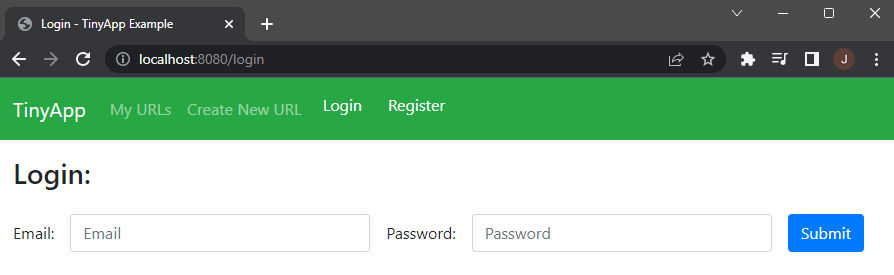 Login - TinyApp Example
localhost:8080/login
J
TinyApp My URLs Create New URL Login Register
Login:
Email: Email Password: Password Submit